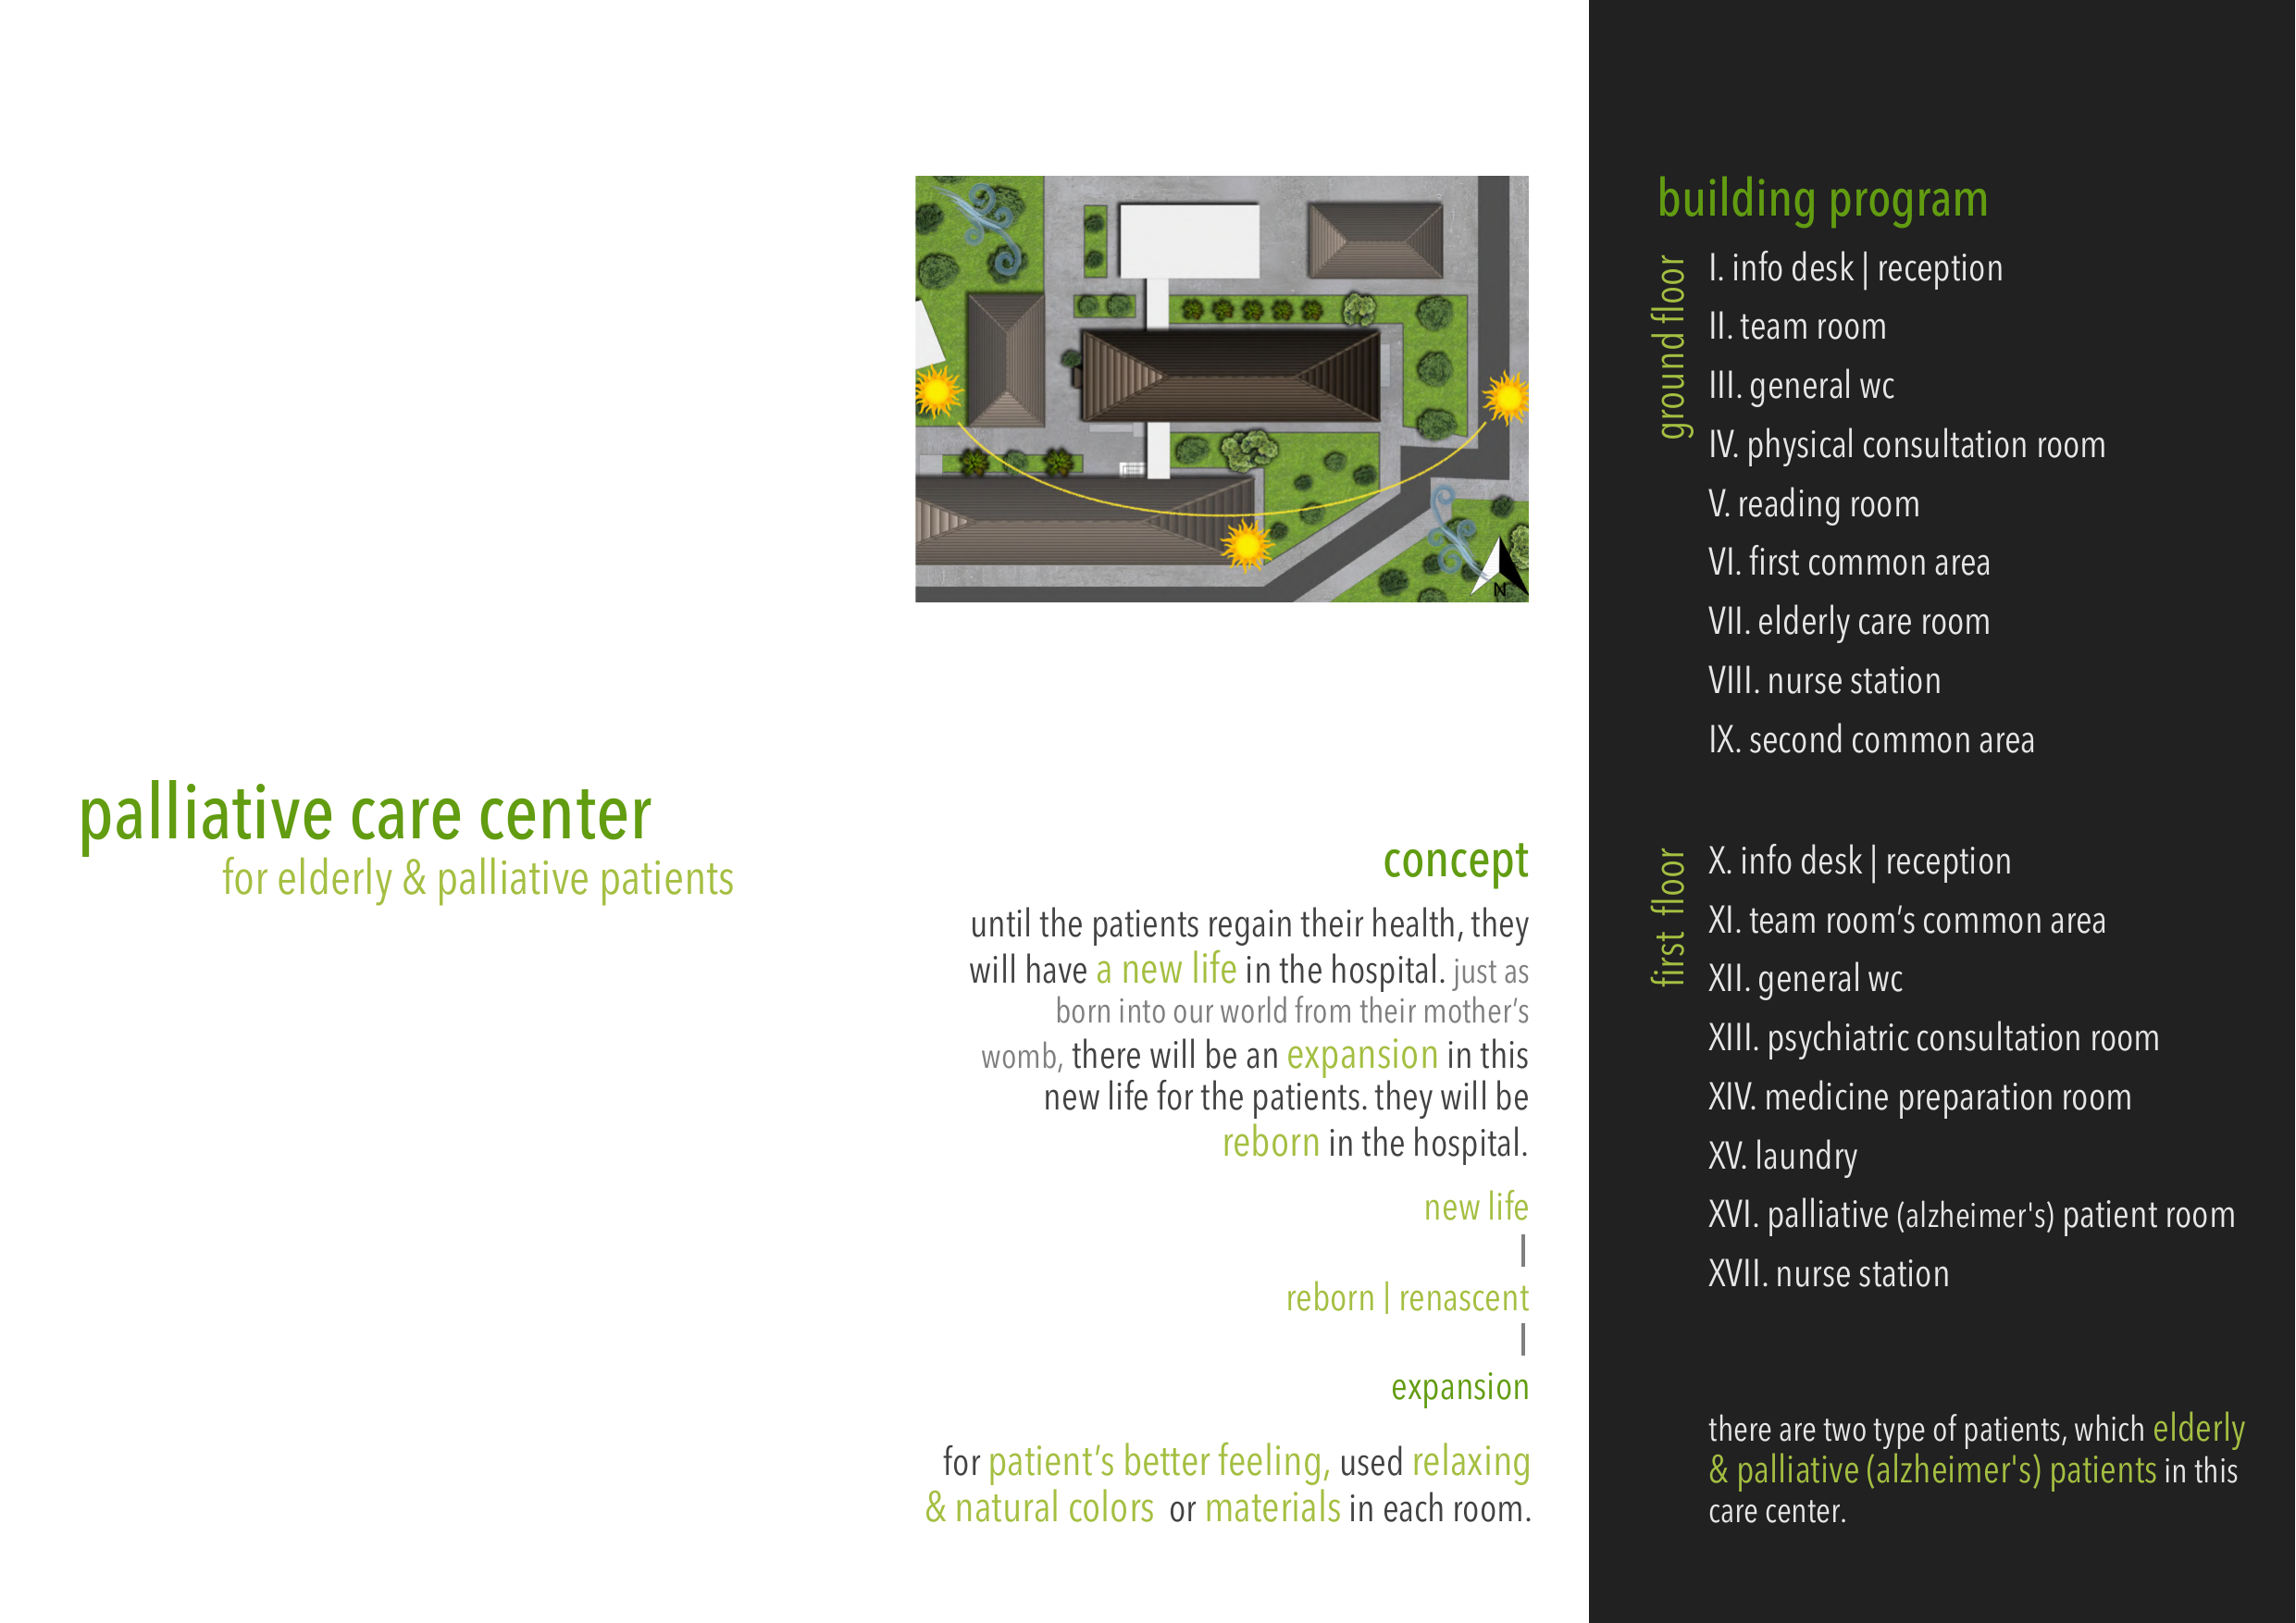 palliative care center
for elderly & palliative patients
N
concept
until the patients regain their health, they
will have a new life in the hospital. just as
born into our world from their mother’s
womb, there will be an expansion in this
new life for the patients. they will be
reborn in the hospital.
new life
|
reborn | renascent
|
expansion
for patient’s better feeling, used relaxing
& natural colors or materials in each room.
building program
ground floor
I. info desk | reception
II. team room
III. general wc
IV. physical consultation room
V. reading room
VI. first common area
VII. elderly care room
VIII. nurse station
IX. second common area
first floor
X. info desk | reception
XI. team room’s common area
XII. general wc
XIII. psychiatric consultation room
XIV. medicine preparation room
XV. laundry
XVI. palliative (alzheimer's) patient room
XVII. nurse station
there are two type of patients, which elderly
& palliative (alzheimer's) patients in this
care center.